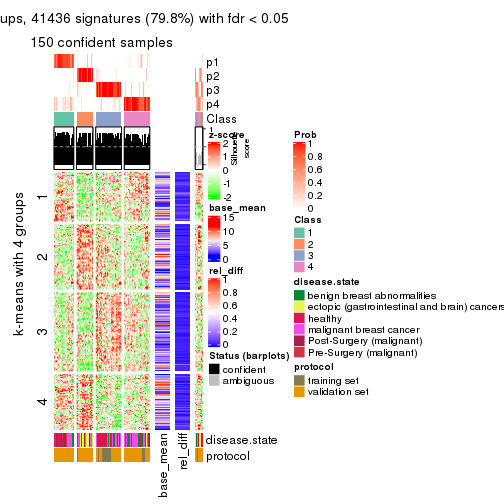 ups, 41436 signatures (79.8%) with fdr < 0.05
150 confident samples
p1
p2
p3
p4
Class
1
Silhouette
score
k-means with 4 groups
1
2
3
4
base_mean
rel_diff
disease.state
protocol
z-score
2
1
0
-1
-2
base_mean
15
10
5
0
rel_diff
1
0.8
0.6
0.4
0.2
0
Status (barplots)
confident
ambiguous
Prob
1
0.8
0.6
0.4
0.2
0
Class
1
2
3
4
disease.state
benign breast abnormalities
ectopic (gastrointestinal and brain) cancers
healthy
malignant breast cancer
Post-Surgery (malignant)
Pre-Surgery (malignant)
protocol
training set
validation set